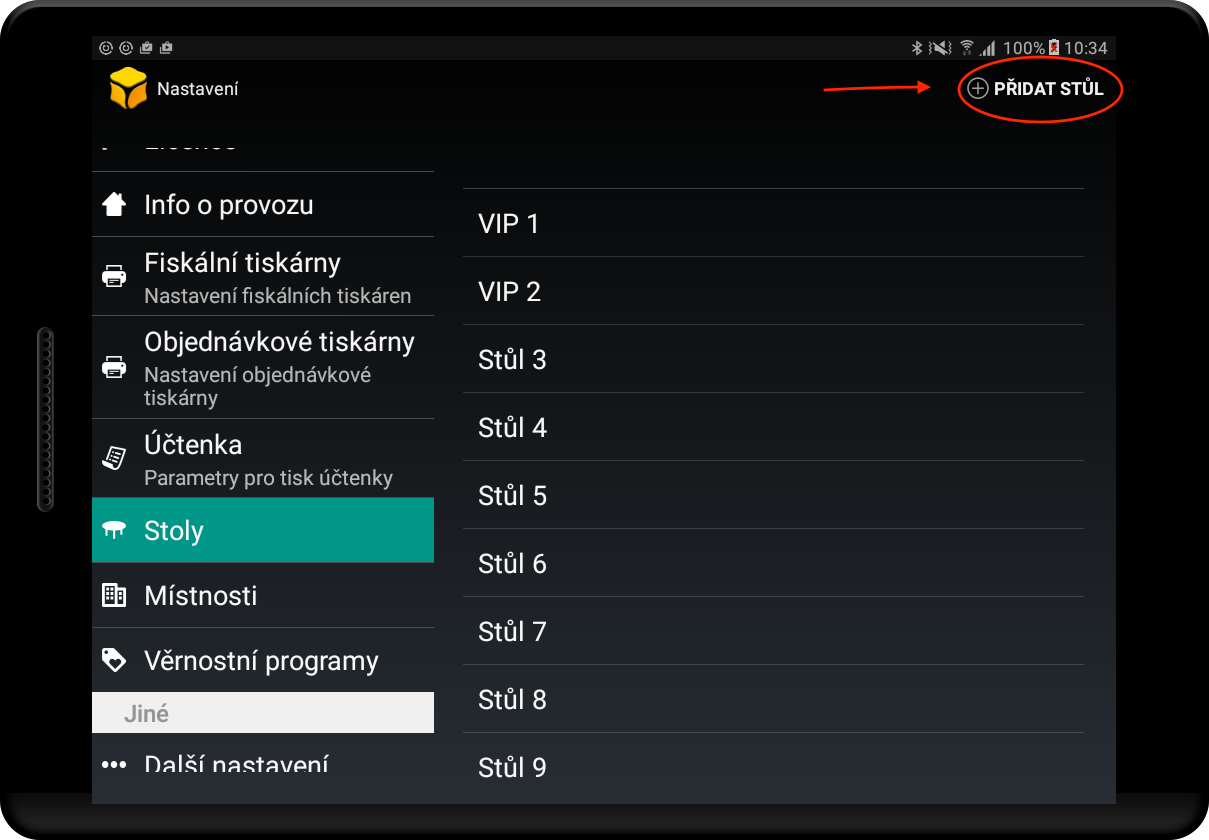 100% 10:34
Nastavení
PŘIDAT STŮL
Info o provozu
Fiskální tiskárny
Nastavení fiskálních tiskáren
Objednávkové tiskárny
Nastavení objednávkové
tiskárny
Účtenka
Parametry pro tisk účtenky
Stoly
Místnosti
Věrnostní programy
Jiné
Další nastavení
VIP 1
VIP 2
Stůl 3
Stůl 4
Stůl 5
Stůl 6
Stůl 7
Stůl 8
Stůl 9